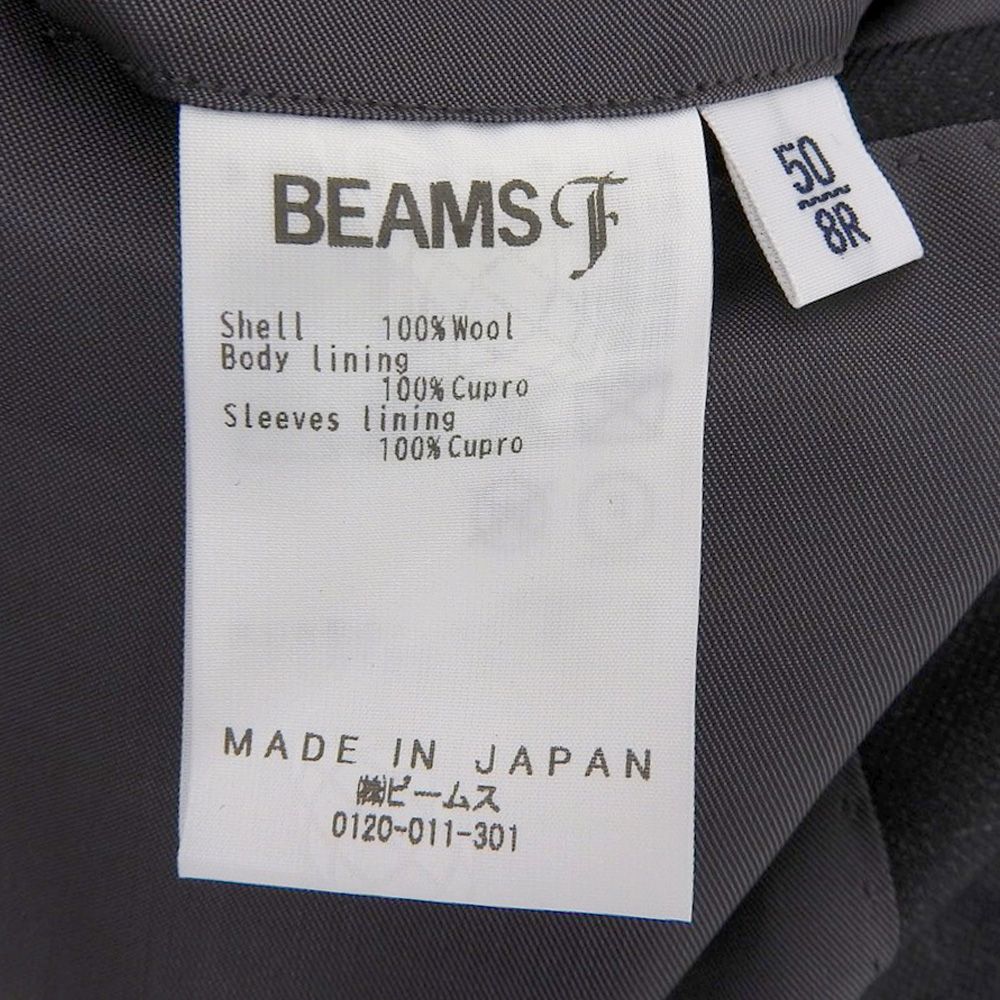 BEAMS F
50
8R
Shell 100%Wool
Body lining
100%Cupro
Sleeves lining
100%Cupro
MADE IN JAPAN
㈱ビームス
0120-011-301